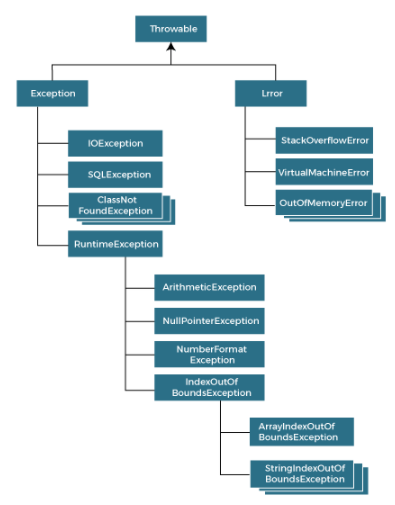 Throwable
Exception
Lrror
IOException
SQLException
ClassNot
FoundException
RuntimeException
StackOverflowError
VirtualMachineError
OutOfMemoryError
ArithmeticException
NullPointerException
NumberFormat
Exception
IndexOutOf
BoundsException
ArrayIndexOutOf
BoundsException
StringIndexOutOf
BoundsException